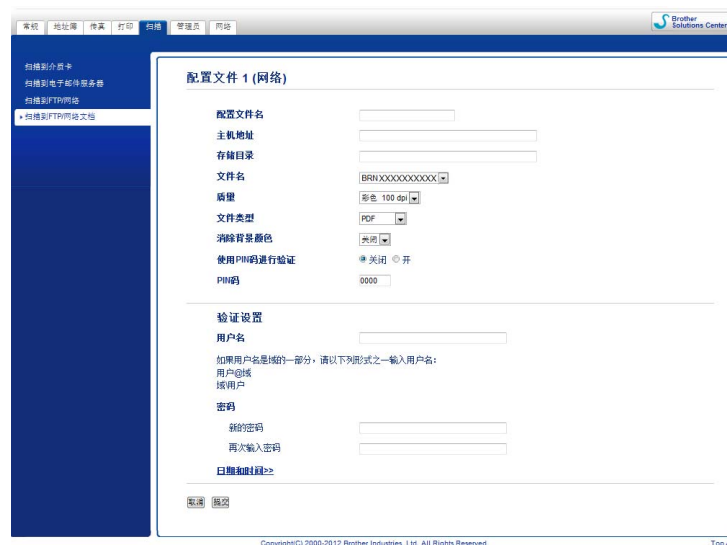 常规 地址簿 传真 打印 扫描 管理员 网络
Brother
Solutions Center
扫描到介质卡
扫描到电子邮件服务器
扫描到FTP/网络
扫描到FTP/网络文档
配置文件 1 (网络)
配置文件名
主机地址
存储目录
文件名 BRNXXXXXXXXXX
质量 彩色 100 dpi
文件类型 PDF
消除背景颜色 关闭
使用PIN码进行验证 关闭 开
PIN码 0000
验证设置
用户名
如果用户名是域的一部分，请以下列形式之一输入用户名：
用户@域
域\用户
密码
新的密码
再次输入密码
日期和时间>>
取消 提交
Copyright(C) 2000-2012 Brother Industries, Ltd. All Rights Reserved.
Top